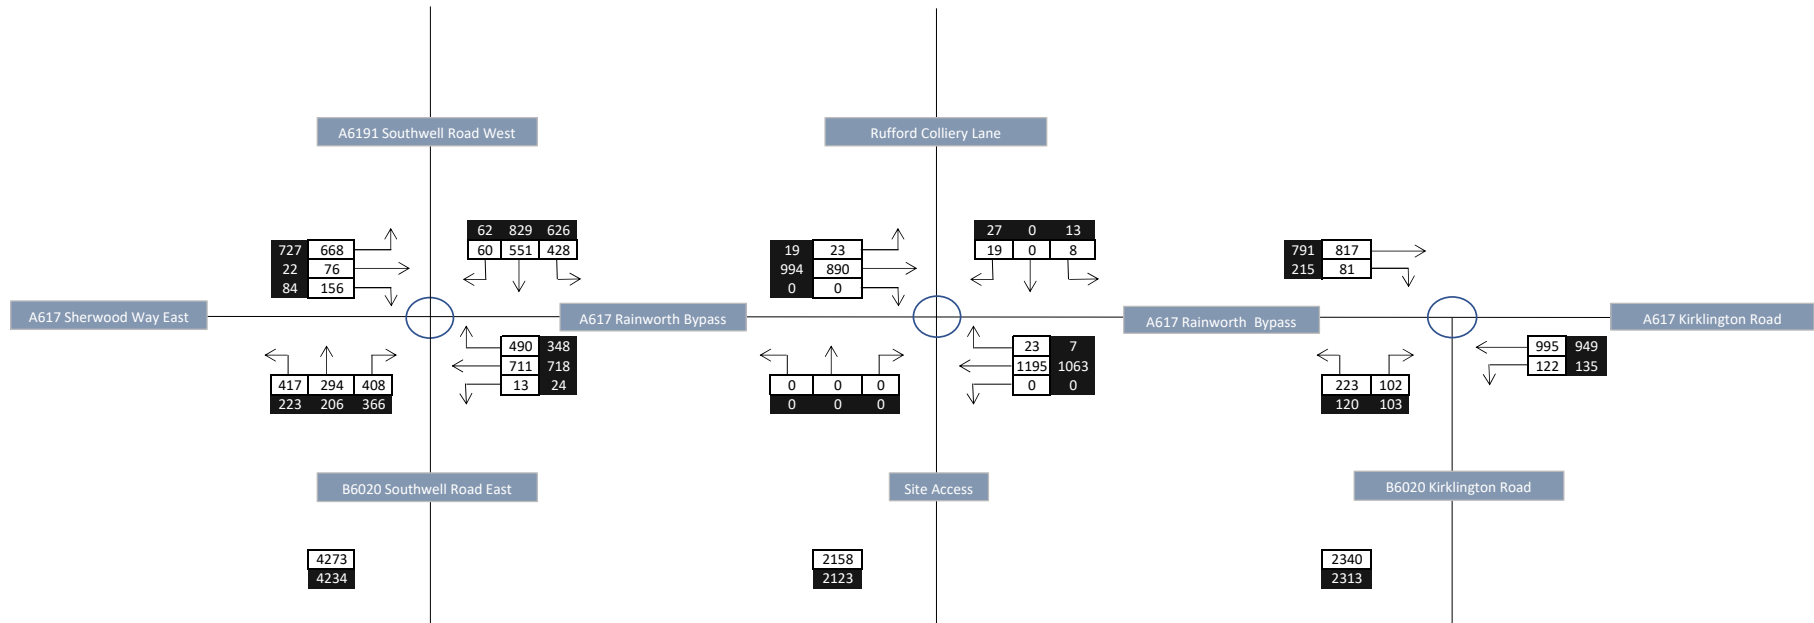 A6191 Southwell Road West
Rufford Colliery Lane
62 829 626
60 551 428
27 0 13
19 0 8
727 668
22 76
84 156
19 23
994 890
0 0
791 817
215 81
A617 Sherwood Way East
A617 Rainworth Bypass
A617 Rainworth  Bypass
A617 Kirklington Road
490 348
711 718
13 24
23 7
1195 1063
0 0
995 949
122 135
417 294 408
223 206 366
0 0 0
0 0 0
223 102
120 103
B6020 Southwell Road East
Site Access
B6020 Kirklington Road
4273
4234
2158
2123
2340
2313